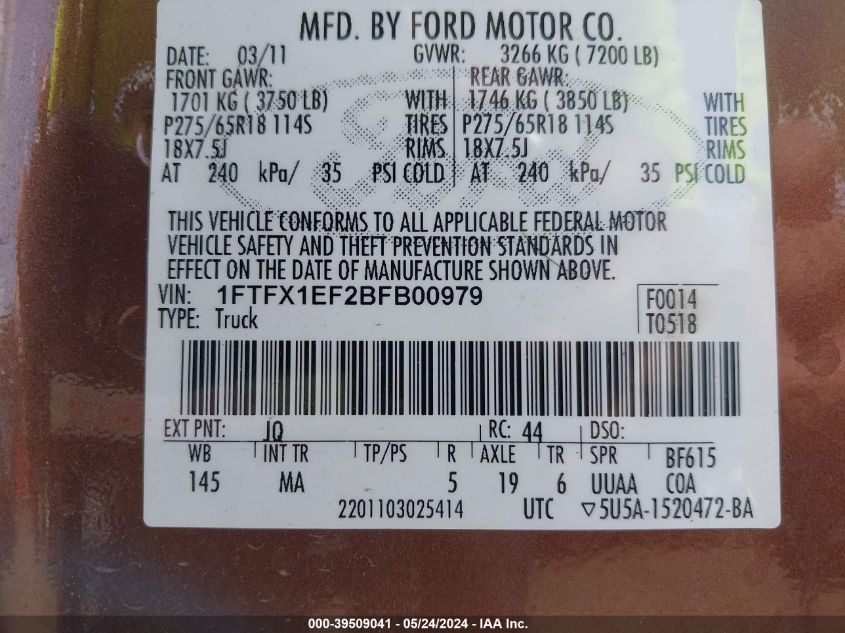 MFD. BY FORD MOTOR CO.
DATE: 03/11 GVWR: 3266 KG ( 7200 LB)
FRONT GAWR: REAR GAWR:
1701 KG ( 3750 LB) WITH 1746 KG ( 3850 LB) WITH
P275/65R18 114S TIRES P275/65R18 114S TIRES
18X7.5J RIMS 18X7.5J RIMS
AT 240 kPa/ 35 PSI COLD AT 240 kPa/ 35 PSI COLD
THIS VEHICLE CONFORMS TO ALL APPLICABLE FEDERAL MOTOR
VEHICLE SAFETY AND THEFT PREVENTION STANDARDS IN
EFFECT ON THE DATE OF MANUFACTURE SHOWN ABOVE.
VIN: 1FTFX1EF2BFB00979 F0014
TYPE: Truck T0518
EXT PNT: JQ RC: 44 DSO:
WB INT TR TP/PS R AXLE TR SPR BF615
145 MA 5 19 6 UUAA COA
2201103025414 UTC ▽5U5A-1520472-BA
000-39509041 - 05/24/2024 - IAA Inc.